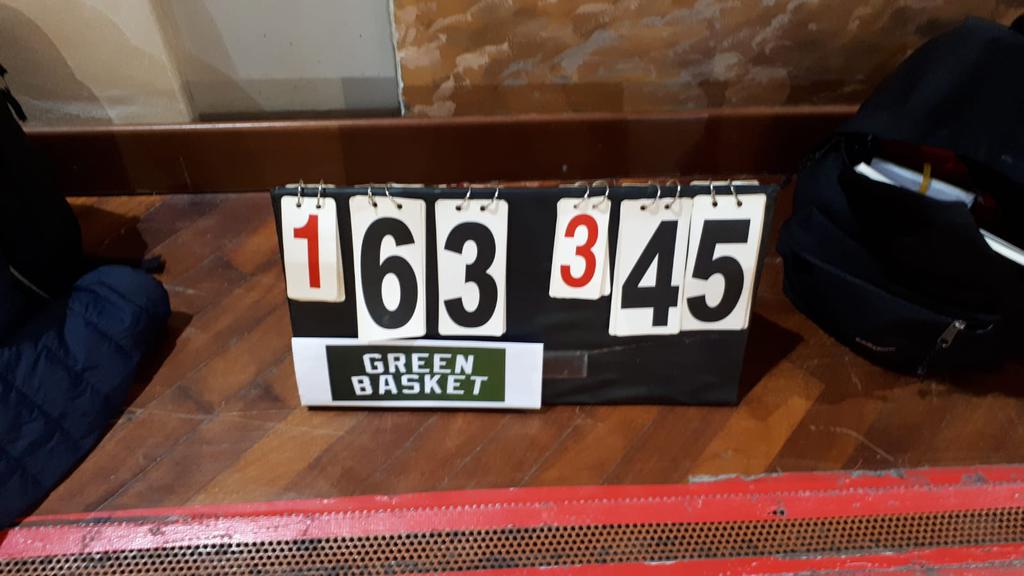 1 63 3 45
GREEN
BASKET